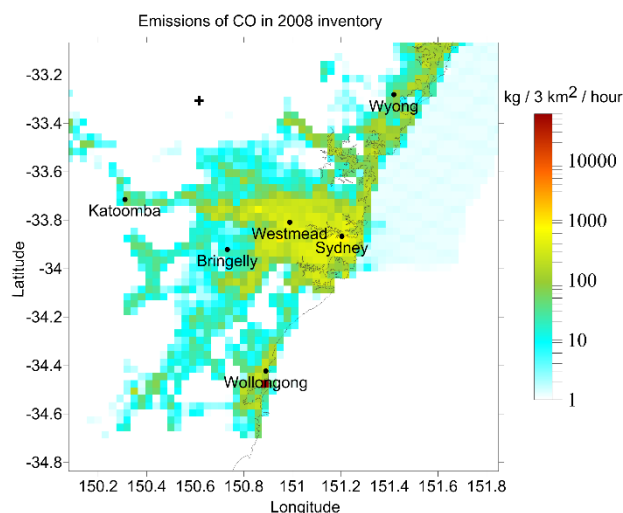 Emissions of CO in 2008 inventory
kg / 3 km² / hour
-33.2
-33.4
-33.6
-33.8
-34
-34.2
-34.4
-34.6
-34.8
Latitude
Wyong
Katoomba
Westmead
Sydney
Bringelly
Wollongong
10000
1000
100
10
1
150.2 150.4 150.6 150.8 151 151.2 151.4 151.6 151.8
Longitude